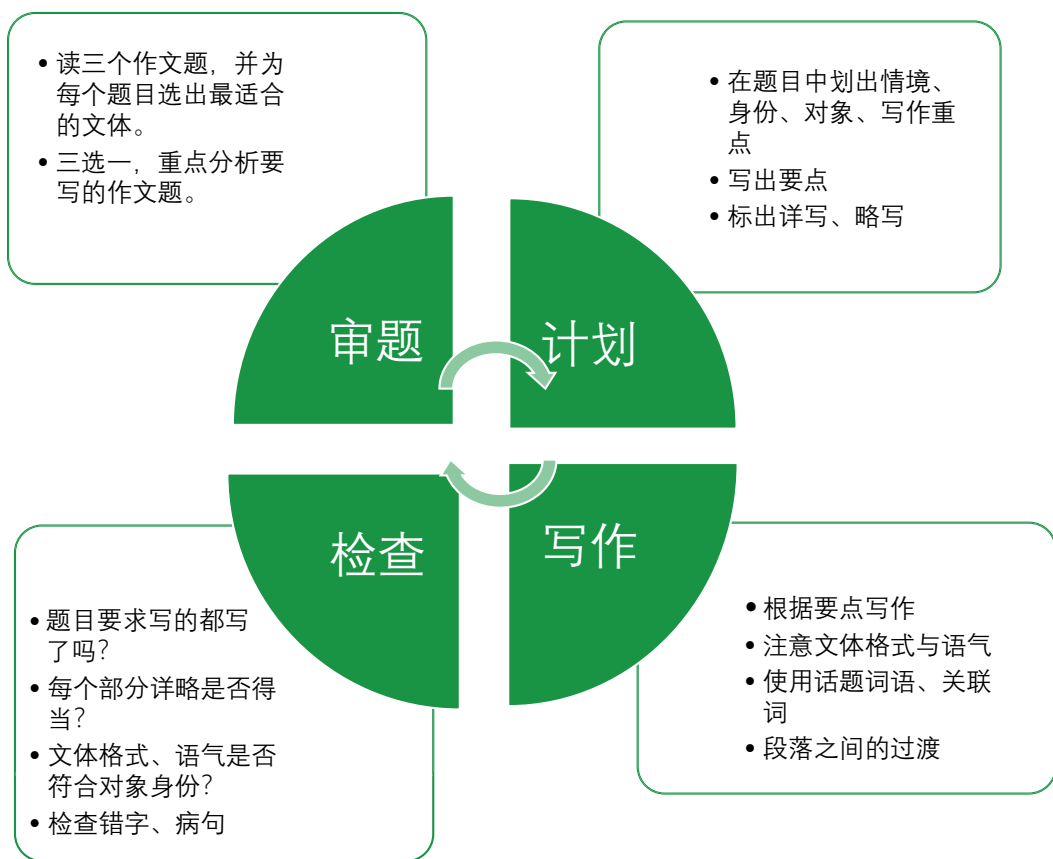 • 读三个作文题，并为
每个题目选出最适合
的文体。
• 三选一，重点分析要
写的作文题。
• 在题目中划出情境、
身份、对象、写作重
点
• 写出要点
• 标出详写、略写
审题
计划
检查
写作
• 题目要求写的都写
了吗？
• 每个部分详略是否得
当？
• 文体格式、语气是否
符合对象身份？
• 检查错字、病句
• 根据要点写作
• 注意文体格式与语气
• 使用话题词语、关联
词
• 段落之间的过渡